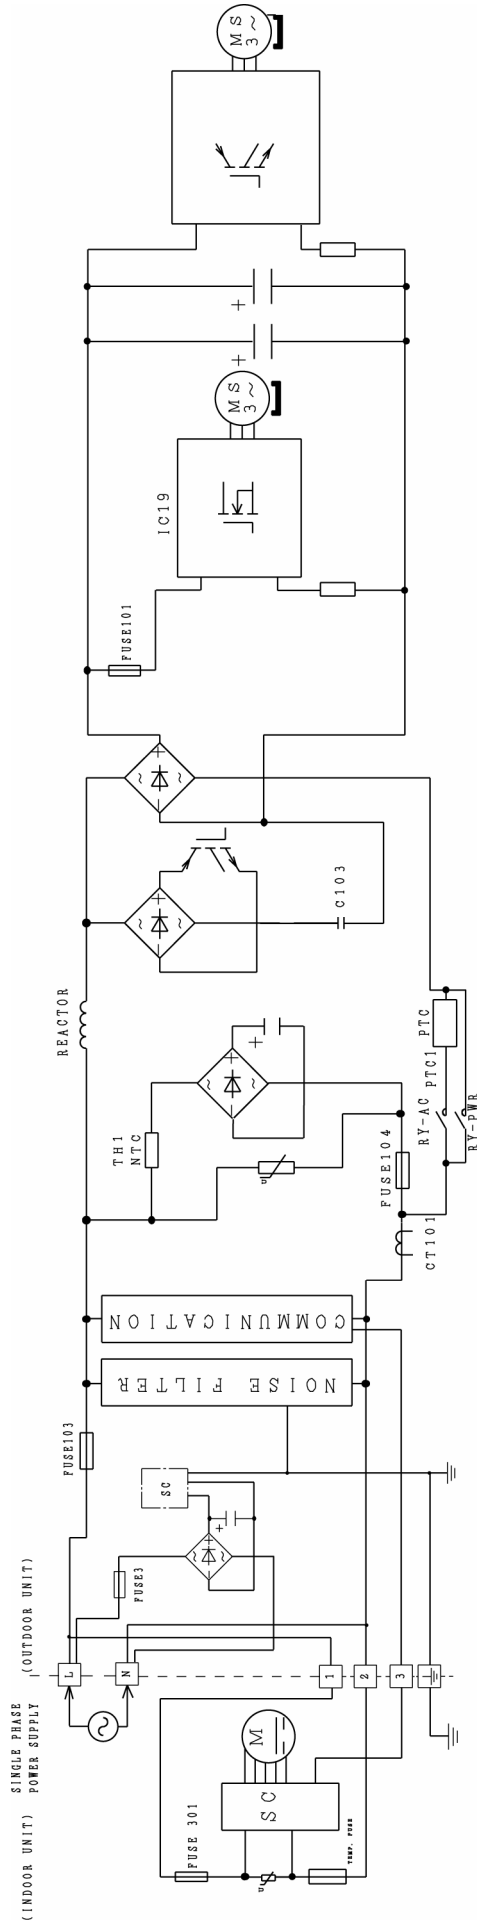 M S
3 ~
+
+
M S
3 ~
IC19
FUSE101
+
~ ~
-
+
~ ~
-
C103
REACTOR
PTC
PTC1
RY-AC
RY-PWR
+
+
~ ~
-
TH1
NTC
U
FUSE104
CT101
COMMUNICATION
NOISE FILTER
FUSE103
SC
+
+
~ ~
-
FUSE3
(OUTDOOR UNIT)
L
N
1
2
3
SINGLE PHASE
POWER SUPPLY
~
M
SC
FUSE 301
U
TEMP. FUSE
(INDOOR UNIT)